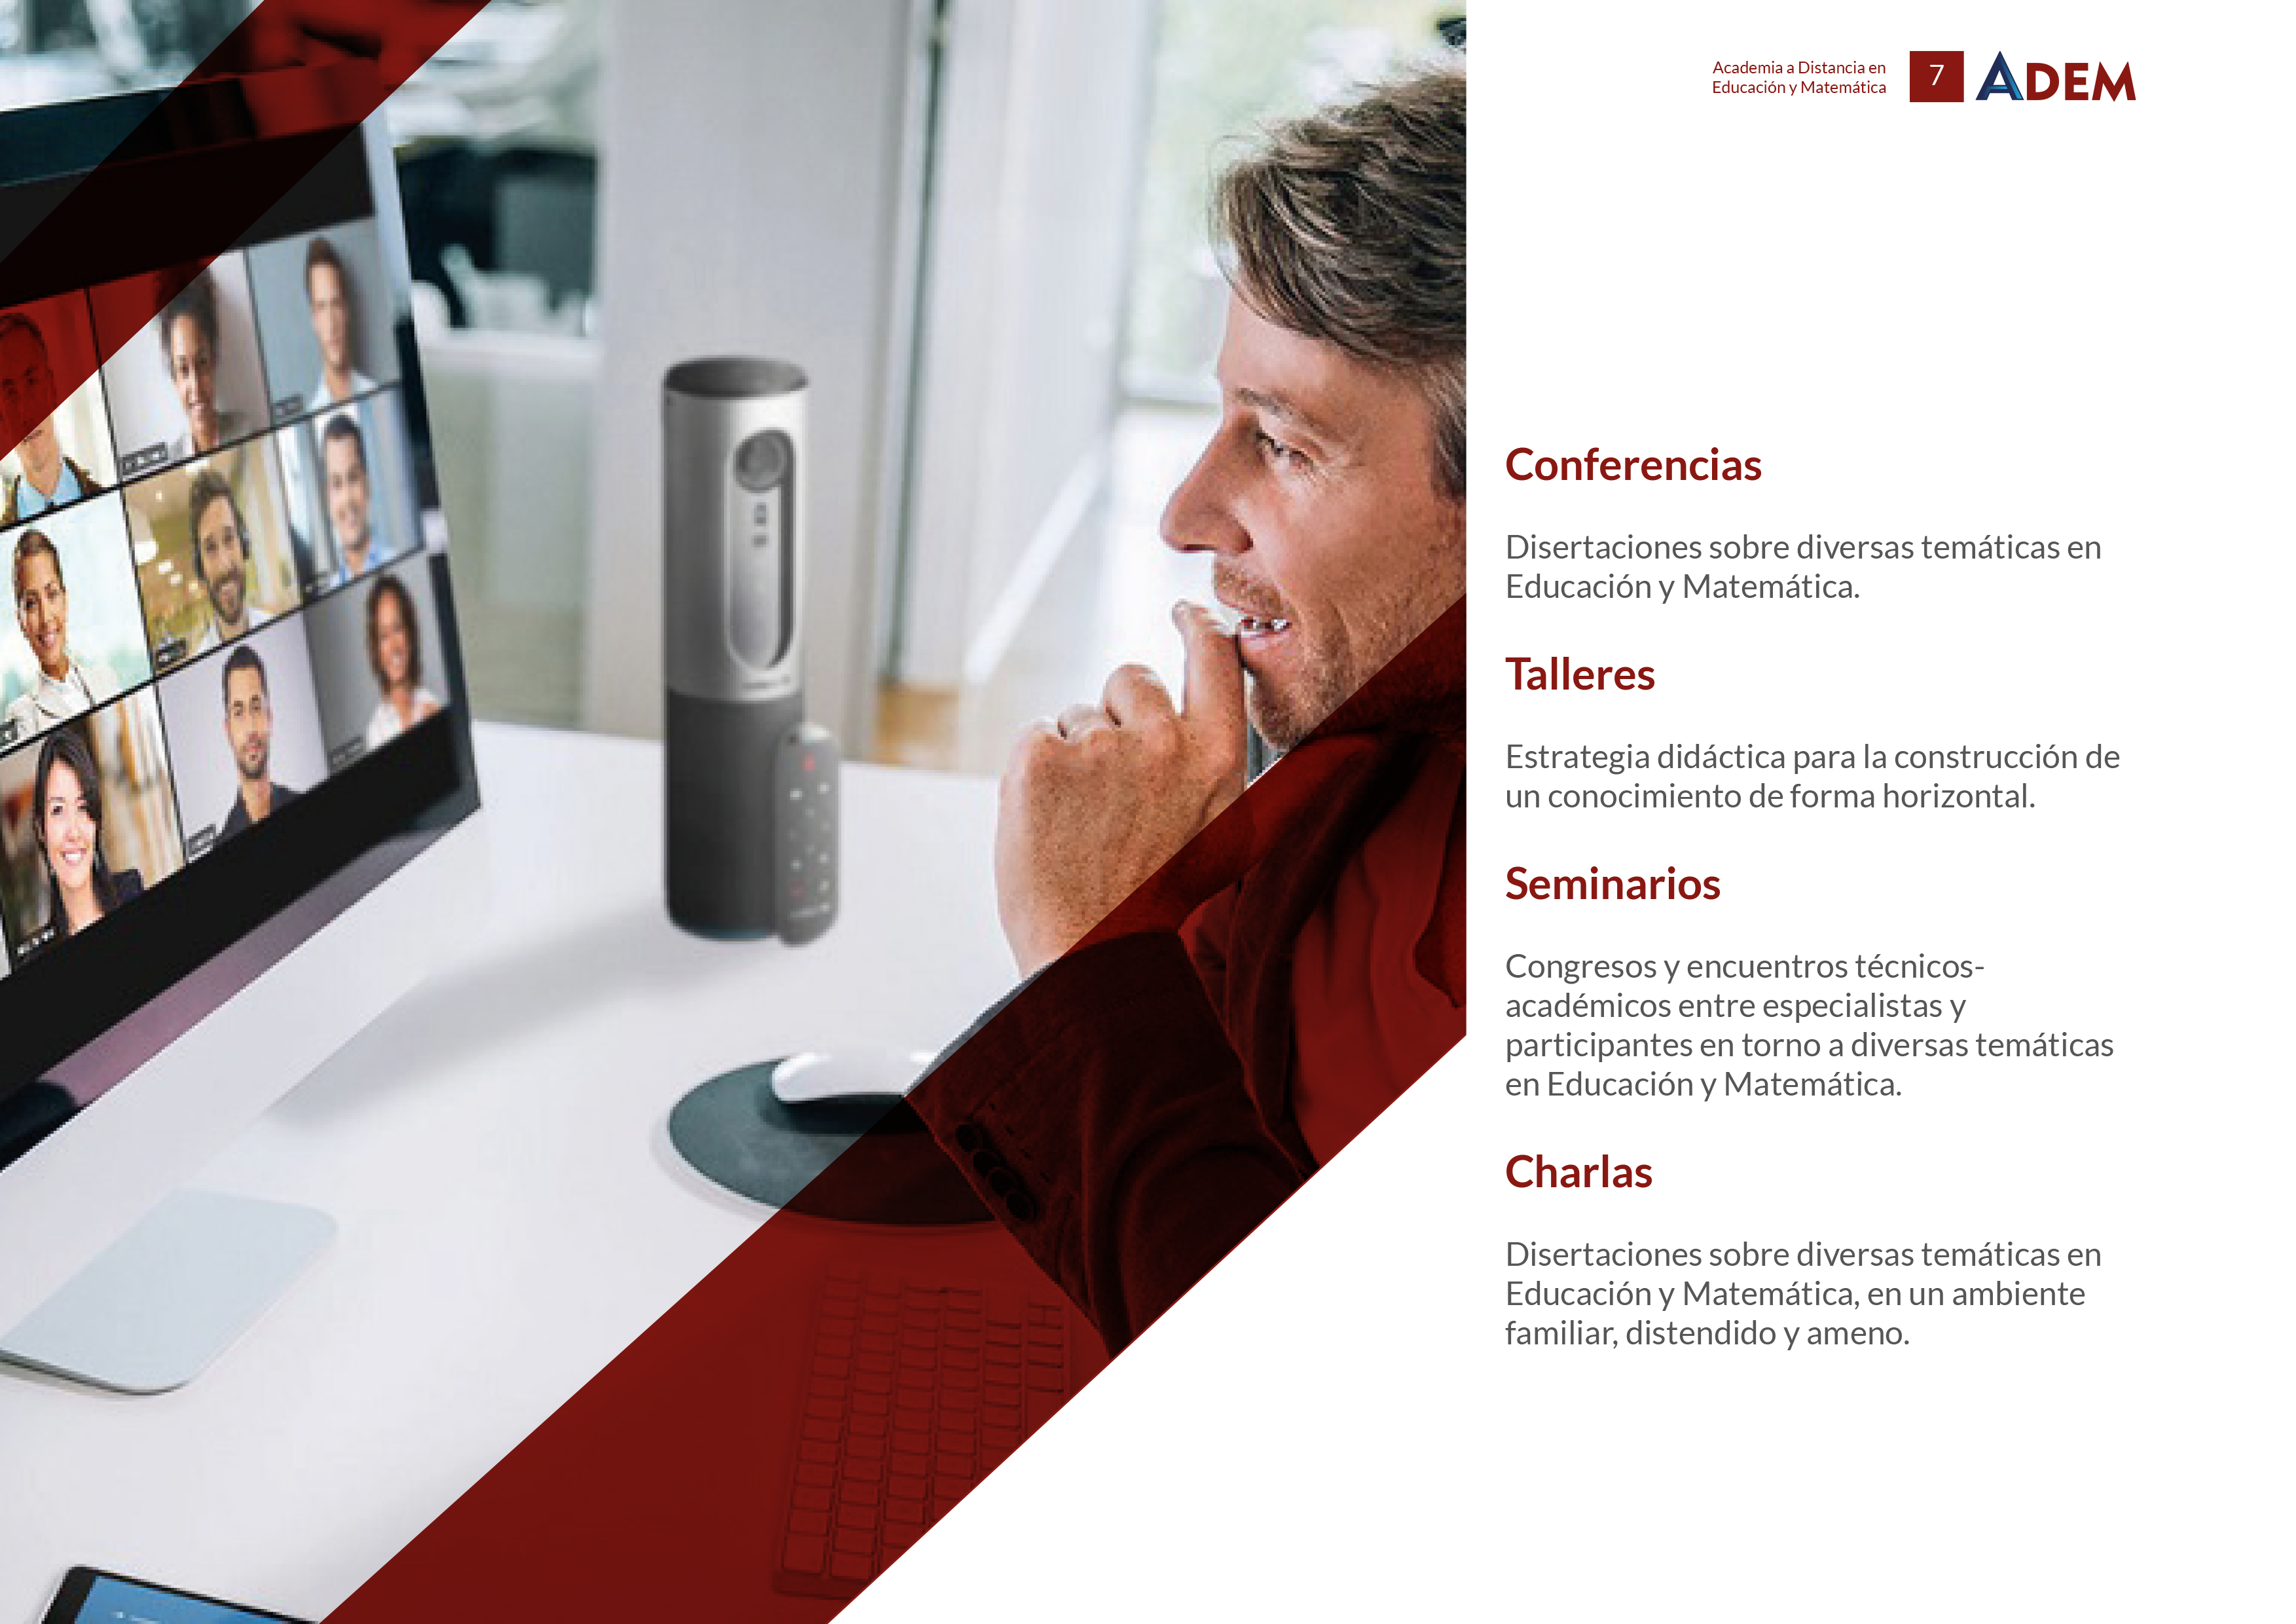 Academia a Distancia en
Educación y Matemática
7
ADEM
Conferencias
Disertaciones sobre diversas temáticas en
Educación y Matemática.
Talleres
Estrategia didáctica para la construcción de
un conocimiento de forma horizontal.
Seminarios
Congresos y encuentros técnicos-
académicos entre especialistas y
participantes en torno a diversas temáticas
en Educación y Matemática.
Charlas
Disertaciones sobre diversas temáticas en
Educación y Matemática, en un ambiente
familiar, distendido y ameno.